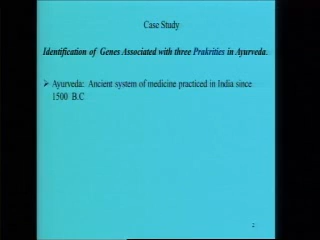 Case Study
Identification of Genes Associated with three Prakrities in Ayurveda.
➢ Ayurveda: Ancient system of medicine practiced in India since
1500 B.C
2